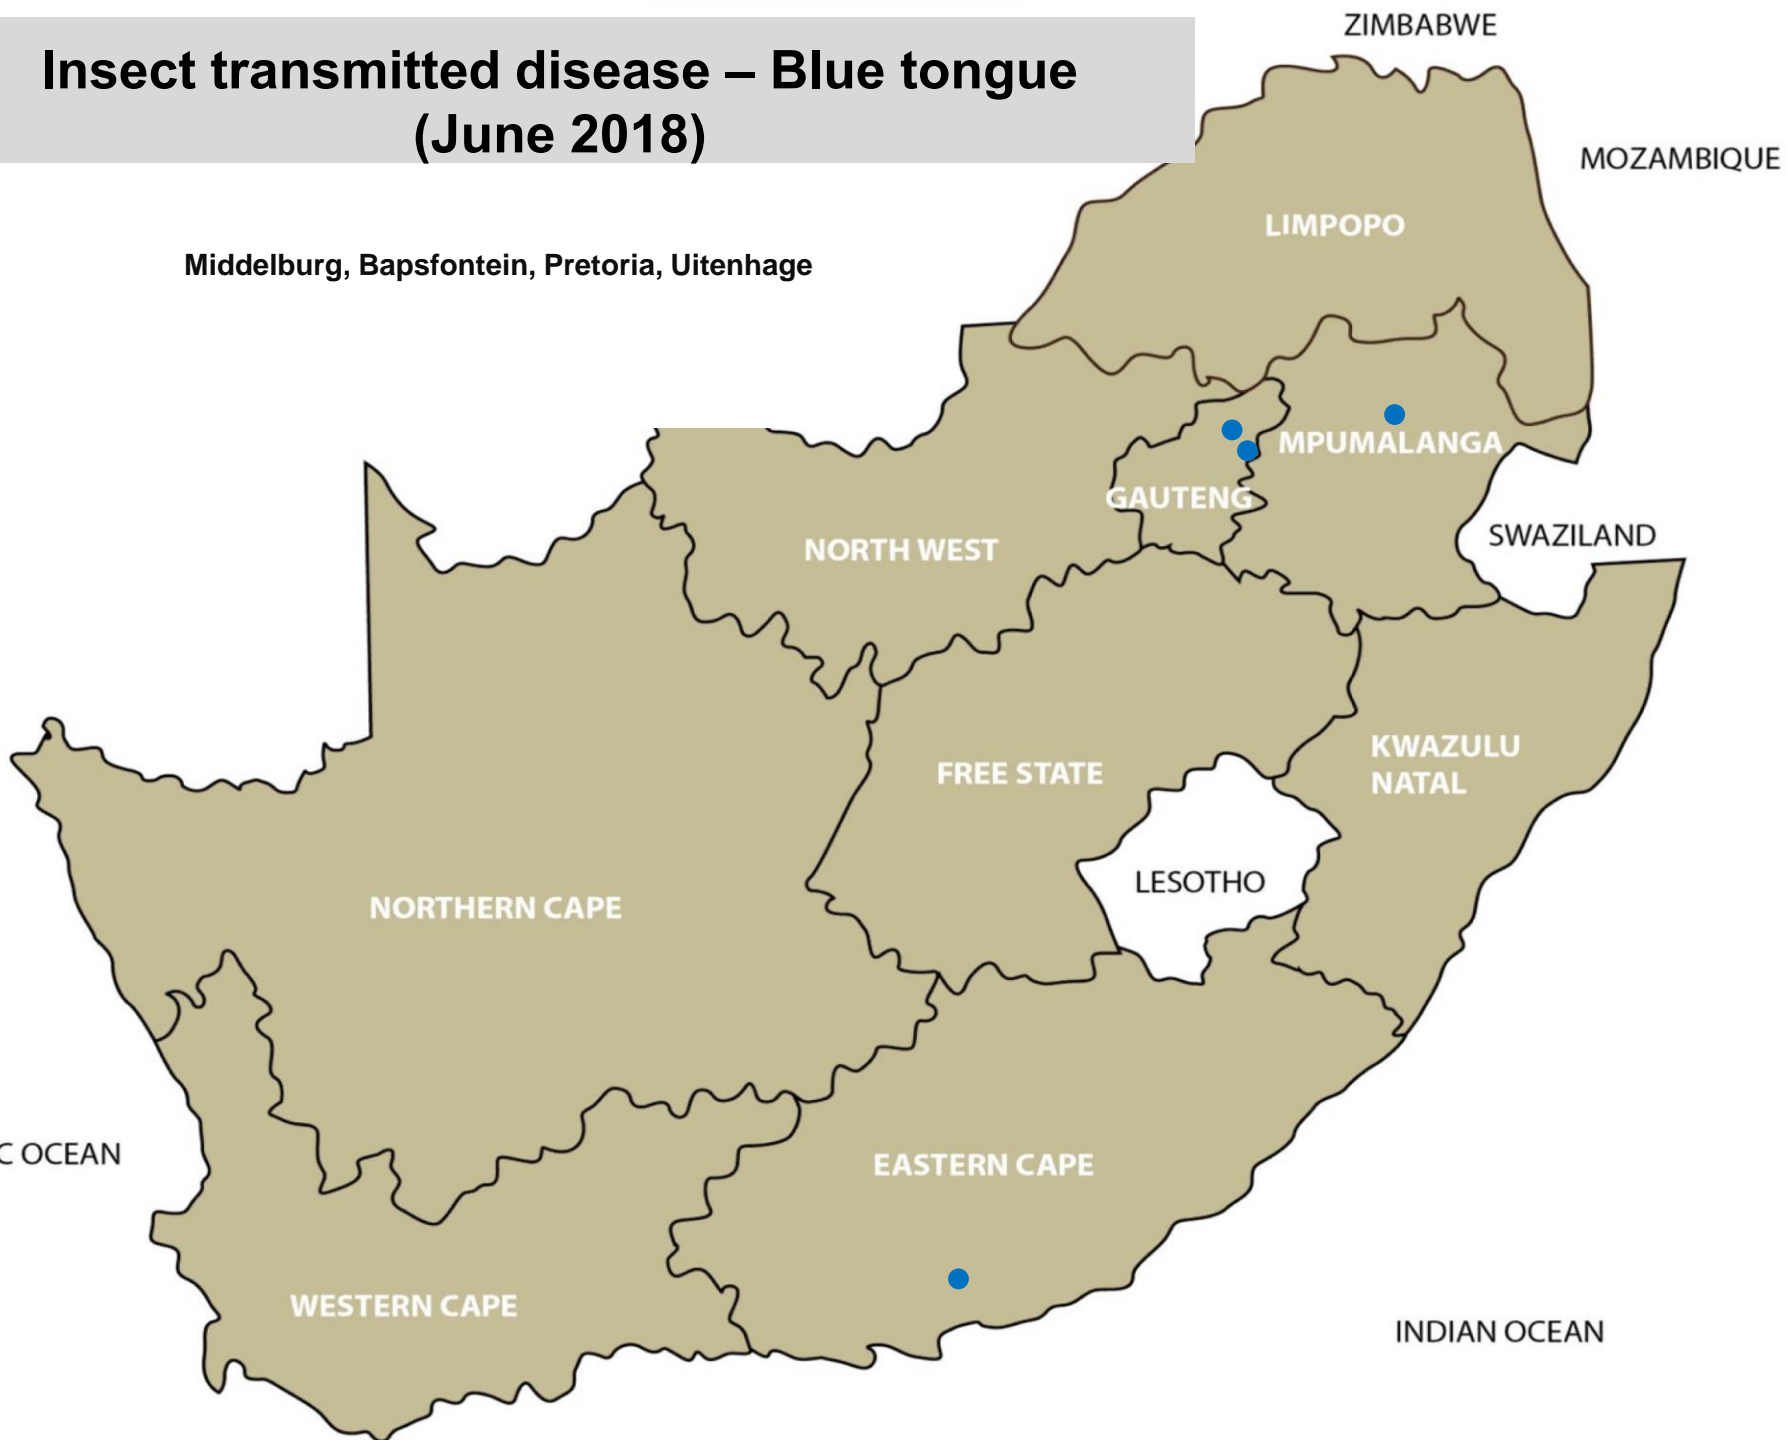 Insect transmitted disease – Blue tongue
(June 2018)
ZIMBABWE
MOZAMBIQUE
LIMPOPO
Middelburg, Bapsfontein, Pretoria, Uitenhage
MPUMALANGA
GAUTENG
SWAZILAND
NORTH WEST
KWAZULU
NATAL
FREE STATE
LESOTHO
NORTHERN CAPE
C OCEAN
EASTERN CAPE
WESTERN CAPE
INDIAN OCEAN